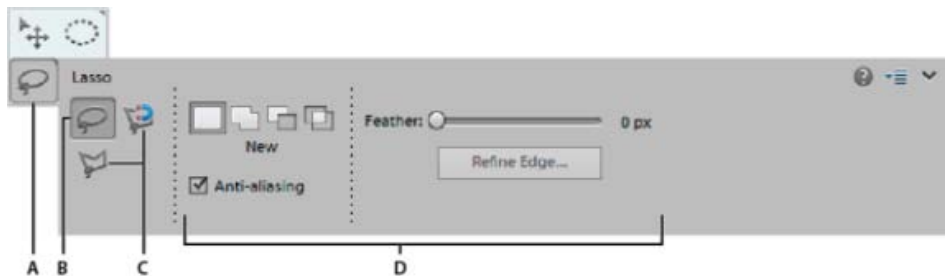 Lasso
Feather: 0 px
New
Refine Edge...
Anti-aliasing
A B C D